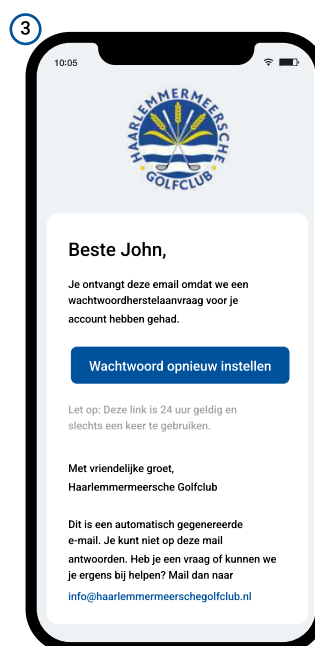 3
10:05
HAARLEMMERMEERSCHE
GOLFCLUB
Beste John,
Je ontvangt deze email omdat we een
wachtwoordherstelaanvraag voor je
account hebben gehad.
Wachtwoord opnieuw instellen
Let op: Deze link is 24 uur geldig en
slechts een keer te gebruiken.
Met vriendelijke groet,
Haarlemmermeersche Golfclub
Dit is een automatisch gegenereerde
e-mail. Je kunt niet op deze mail
antwoorden. Heb je een vraag of kunnen we
je ergens bij helpen? Mail dan naar
info@haarlemmermeerschegolfclub.nl